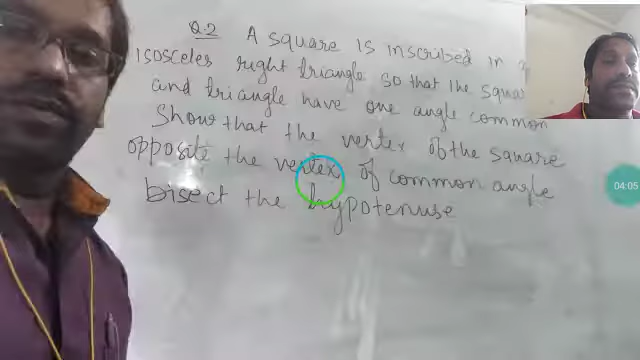 Q.2 A square is inscribed in
Isosceles right triangle so that the squar
and triangle have one angle common
Show that the vertex of the square
opposite the vertex of common angle
bisect the hypotenuse
04:05